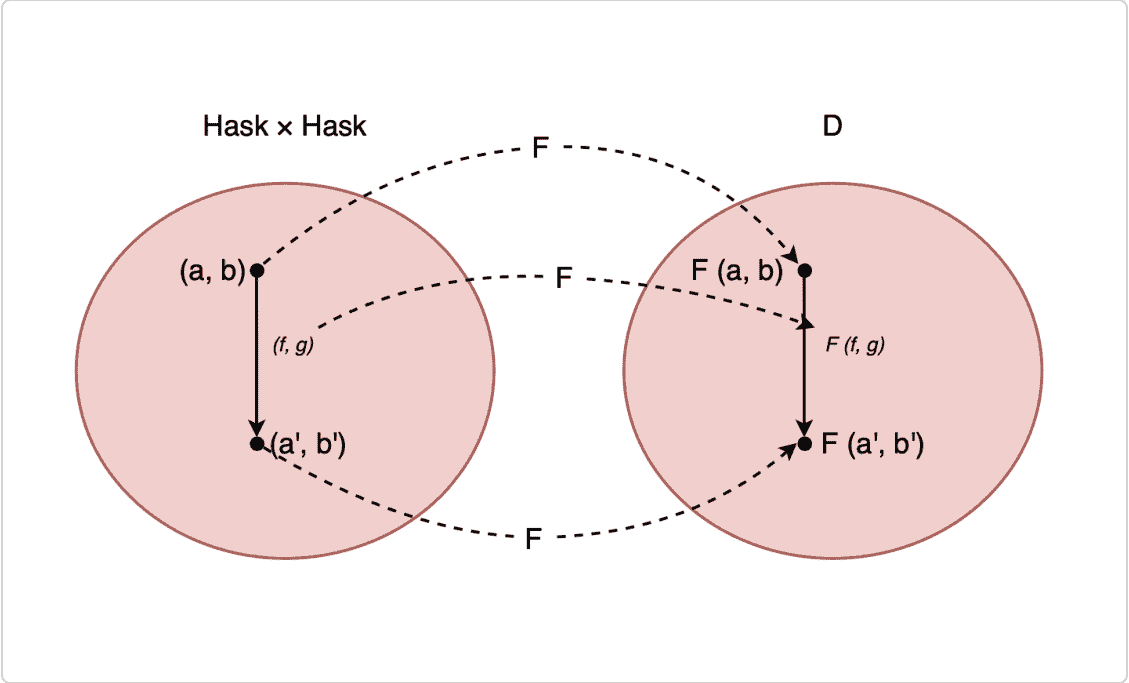 Hask × Hask
D
F
(a, b)
F (a, b)
F
(f, g)
F (f, g)
(a', b')
F (a', b')
F